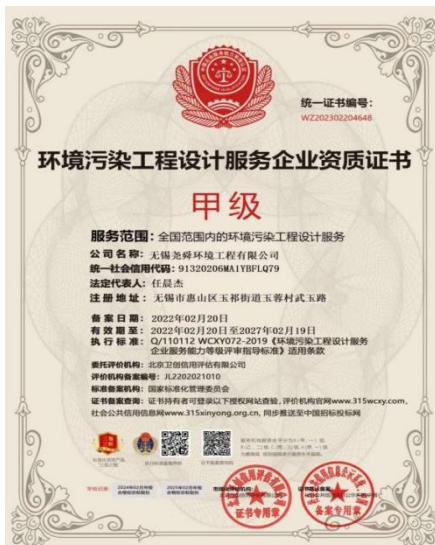 统一证书编号:
WZ202302204648
环境污染工程设计服务企业资质证书
甲级
服务范围：全国范围内的环境污染工程设计服务
公司名称：无锡尧舜环境工程有限公司
统一社会信用代码：91320206MA1YBFLQ79
法定代表人：任晨杰
注册地址：无锡市惠山区玉祁街道玉蓉村武玉路
备案日期：2022年02月20日
有效期至：2022年02月20日至2027年02月19日
执行标准：Q/110112 WCXY072-2019《环境污染工程设计服务
企业服务能力等级评审指导标准》适用条款
委托评价机构：北京卫创信用评估有限公司
评价机构备案编号：JL2202021010
标准备案机构：国家标准化管理委员会
证书备案查询：证书持有者可登录以下授权网站查验，评价机构官网www.315wcxy.com，
社会公共信用信息网www.315xinyong.org.cn，同步推送至中国招标投标网
证书专用章
备案专用章